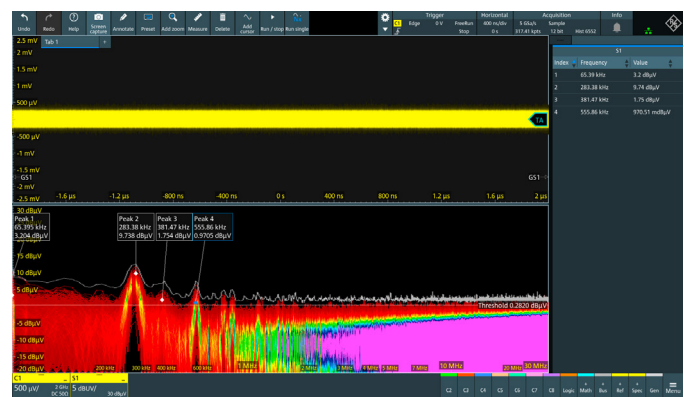 Trigger
Horizontal
Acquisition
Info
C1 Edge 0 V FreeRun 400 ns/div 5 GSa/s Sample
Stop 0 s 317.41 kpts 12 bit Hist 6552
Undo Redo Help Screen capture Annotate Preset Add zoom Measure Delete Add cursor Run / stop Run single
2.5 mV Tab 1 +
2 mV
1.5 mV
1 mV
500 µV
TA
-500 µV
-1 mV
-1.5 mV
GS1 GS1
-2 mV
-2.5 mV -1.6 µs -1.2 µs -800 ns -400 ns 0 s 400 ns 800 ns 1.2 µs 1.6 µs 2 µs
S1
Index Frequency Value
1 65.39 kHz 3.2 dBµV
2 283.38 kHz 9.74 dBµV
3 381.47 kHz 1.75 dBµV
4 555.86 kHz 970.51 mdBµV
30 dBµV
Peak 1
65.395 kHz
3.204 dBµV
Peak 2
283.38 kHz
9.738 dBµV
Peak 3
381.47 kHz
1.754 dBµV
Peak 4
555.86 kHz
0.9705 dBµV
15 dBµV
10 dBµV
5 dBµV
Threshold 0.2820 dBµV
-5 dBµV
-10 dBµV
-15 dBµV
-20 dBµV 200 kHz 300 kHz 400 kHz 600 kHz 1 MHz 2 MHz 3 MHz 4 MHz 5 MHz 7 MHz 10 MHz 20 MHz 30 MHz
C1 S1
500 µV/ 2 GHz 5 dBUV/
DC 50Ω 30 dBµV
C2 C3 C4 C5 C6 C7 C8 Logic Math Bus Ref Spec Gen Menu